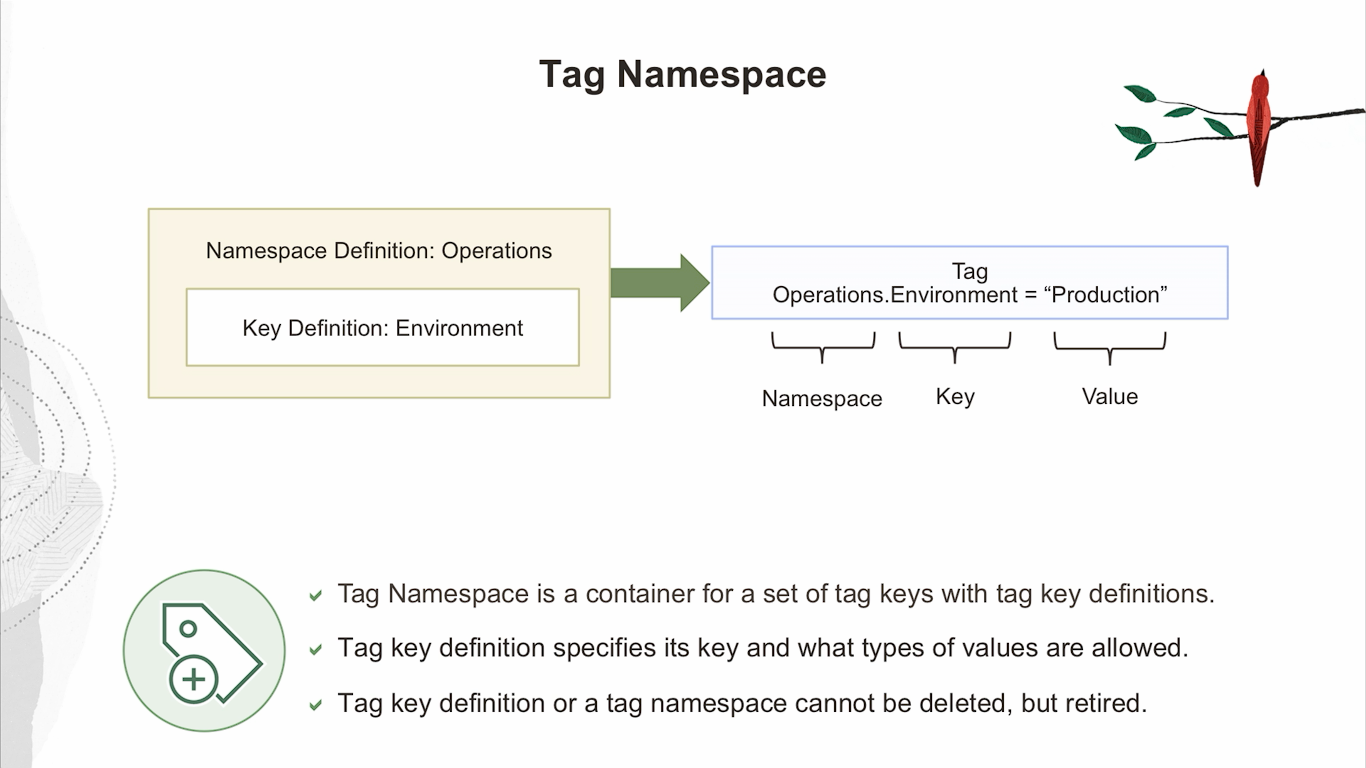 Tag Namespace
Namespace Definition: Operations
Key Definition: Environment
Tag
Operations.Environment = “Production”
Namespace
Key
Value
Tag Namespace is a container for a set of tag keys with tag key definitions.
Tag key definition specifies its key and what types of values are allowed.
Tag key definition or a tag namespace cannot be deleted, but retired.